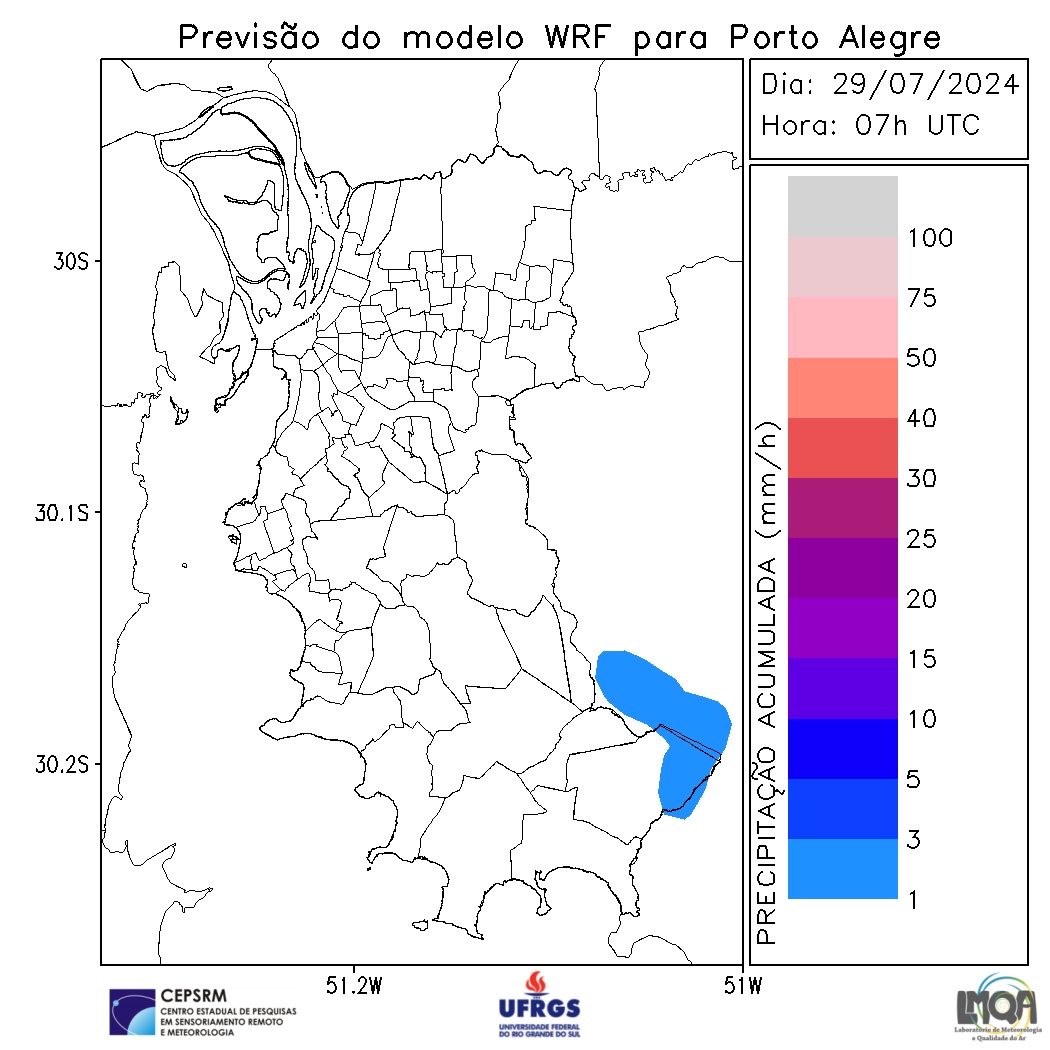 Previsão do modelo WRF para Porto Alegre
Dia: 29/07/2024
Hora: 07h UTC
30S
30.1S
30.2S
51.2W
51W
PRECIPITAÇÃO ACUMULADA (mm/h)
100
75
50
40
30
25
20
15
10
5
3
1
CEPSRM
CENTRO ESTADUAL DE PESQUISAS
EM SENSORIAMENTO REMOTO
E METEOROLOGIA
UFRGS
UNIVERSIDADE FEDERAL
DO RIO GRANDE DO SUL
LMQA
Laboratório de Meteorologia
e Qualidade do Ar